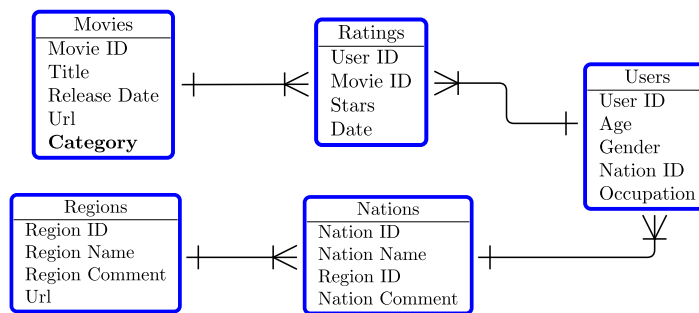 Movies
Movie ID
Title
Release Date
Url
Category
Ratings
User ID
Movie ID
Stars
Date
Users
User ID
Age
Gender
Nation ID
Occupation
Regions
Region ID
Region Name
Region Comment
Url
Nations
Nation ID
Nation Name
Region ID
Nation Comment